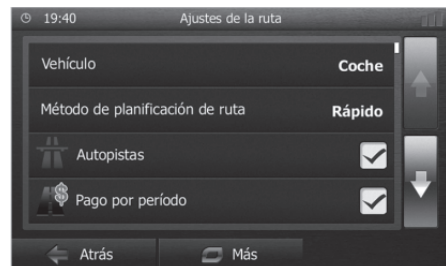 19:40 Ajustes de la ruta
Vehículo Coche
Método de planificación de ruta Rápido
Autopistas
Pago por período
Atrás Más